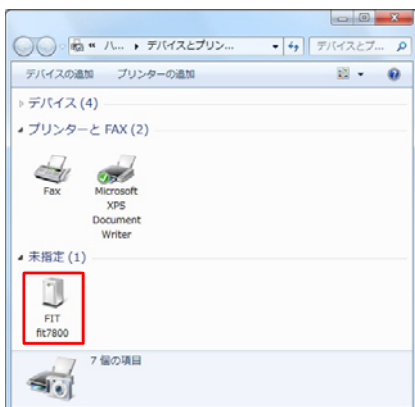 « ハ... ▸ デバイスとプリン...
デバイスとプ...
デバイスの追加 プリンターの追加
デバイス (4)
プリンターと FAX (2)
Fax
Microsoft
XPS
Document
Writer
未指定 (1)
FIT
fit7800
7 個の項目